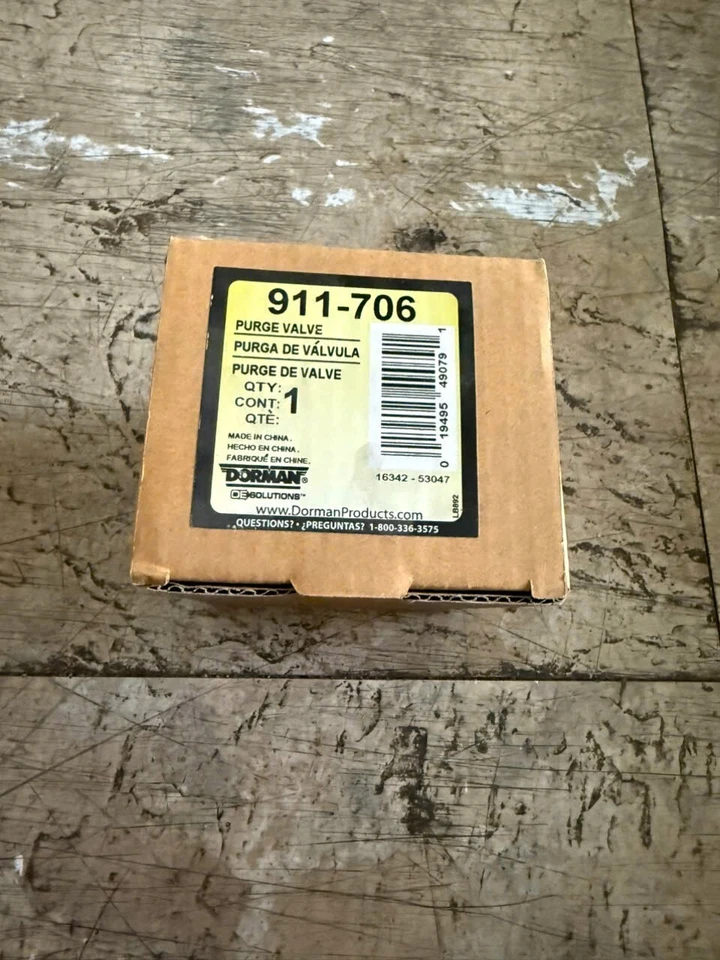 911-706
PURGE VALVE
PURGA DE VÁLVULA
PURGE DE VALVE
QTY:
CONT: 1
QTÈ:
MADE IN CHINA.
HECHO EN CHINA.
FABRIQUÉ EN CHINE.
DORMAN®
OE SOLUTIONS™
0 19495 49079 1
16342 - 53047
www.DormanProducts.com
LB892
QUESTIONS? • ¿PREGUNTAS? 1-800-336-3575